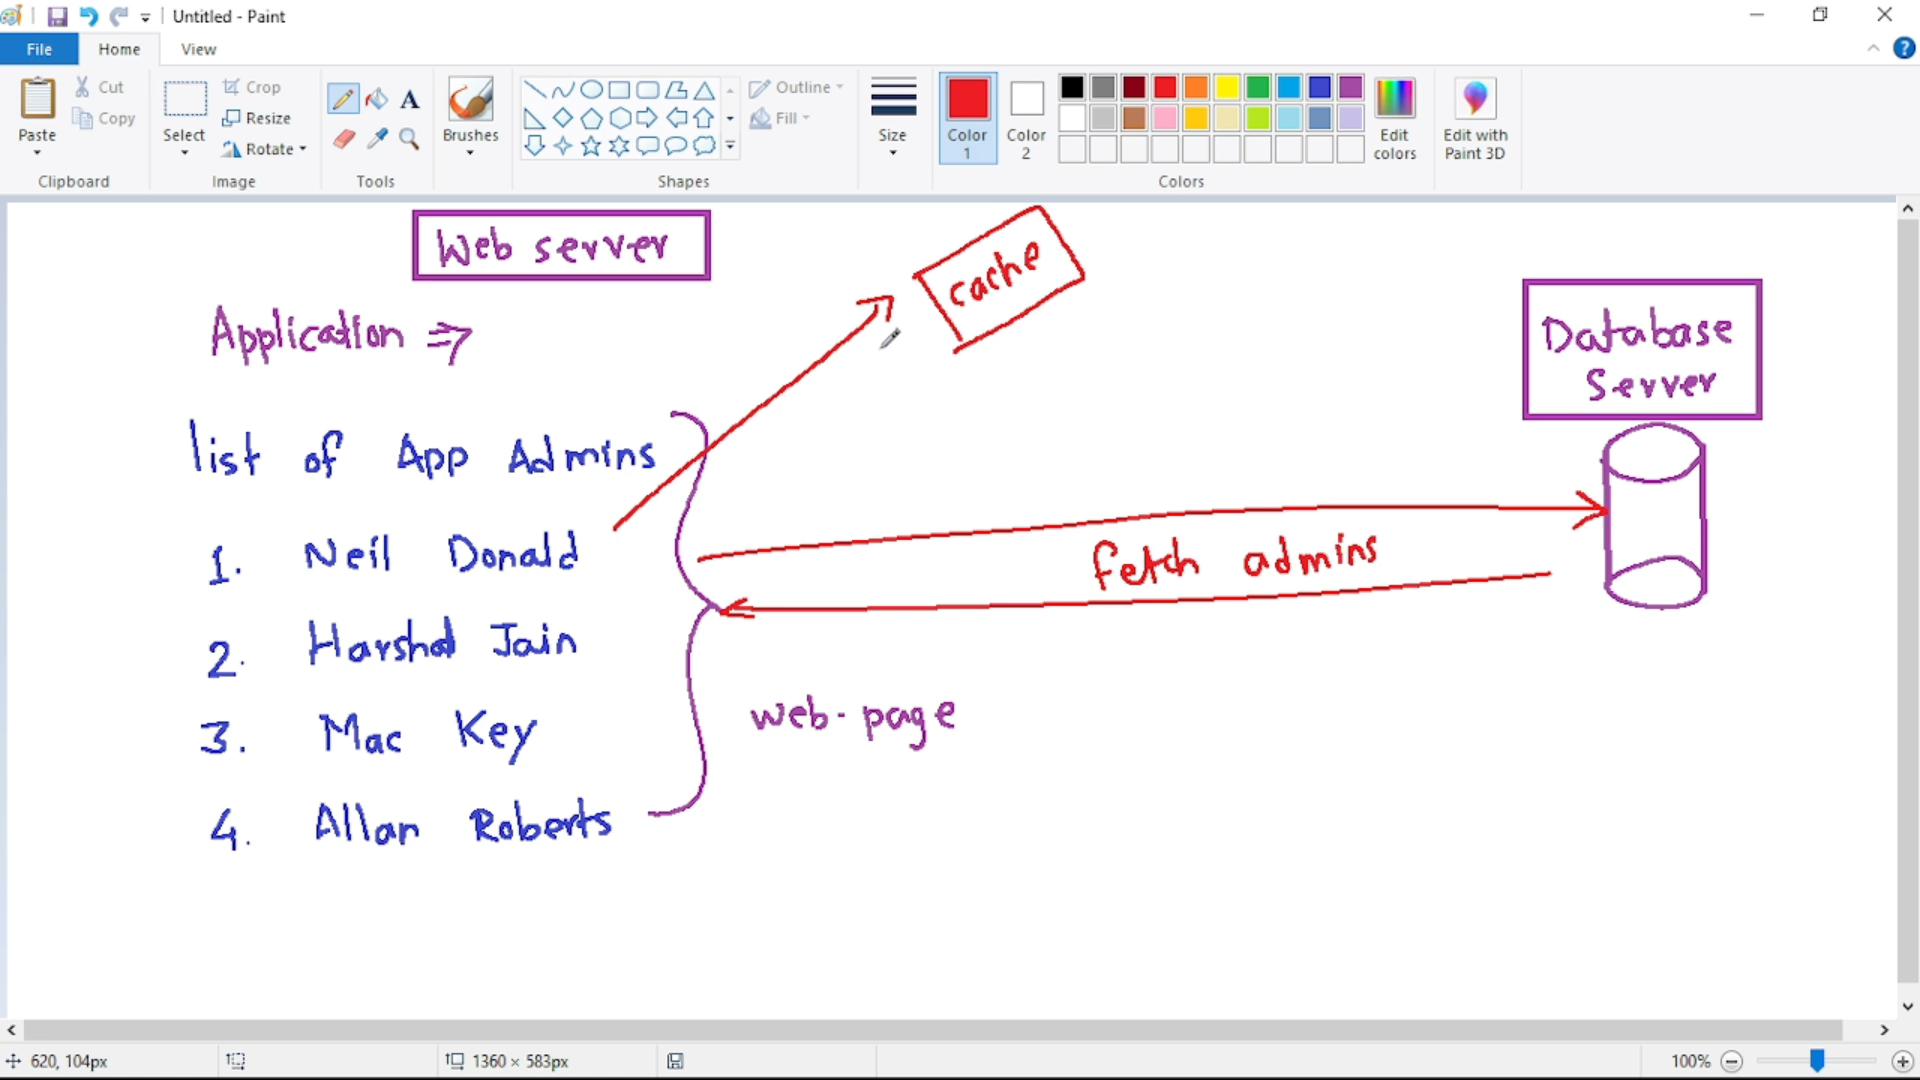 Untitled - Paint
File Home View
Paste
Cut
Copy
Clipboard
Select
Crop
Resize
Rotate
Image
Tools
A
Brushes
Shapes
Outline
Fill
Size
Color 1
Color 2
Edit colors
Edit with Paint 3D
Colors
Web server
cache
Application =>
Database
Server
list of App Admins
1. Neil Donald
fetch admins
2. Harshal Jain
3. Mac Key
web-page
4. Allan Roberts
620, 104px
1360 × 583px
100%